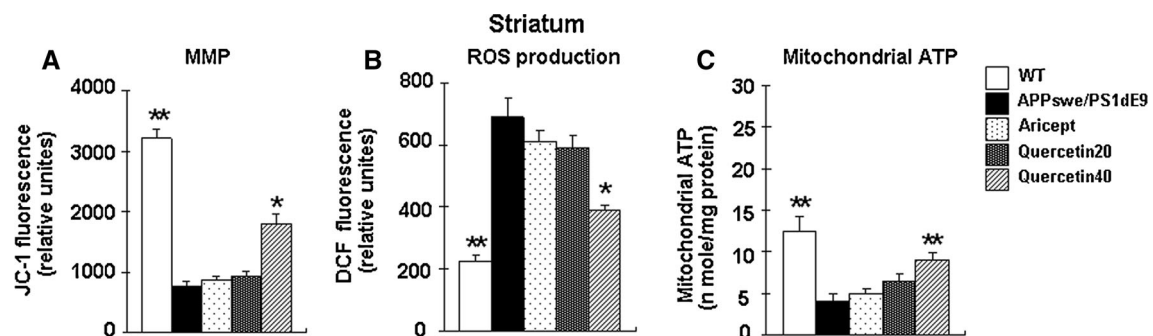 Striatum
A
MMP
JC-1 fluorescence
(relative unites)
4000
3000
2000
1000
0
**
*
B
ROS production
DCF fluorescence
(relative unites)
800
600
400
200
0
**
*
C
Mitochondrial ATP
Mitochondrial ATP
(n mole/mg protein)
30
25
20
15
10
5
0
**
**
WT
APPswe/PS1dE9
Aricept
Quercetin20
Quercetin40